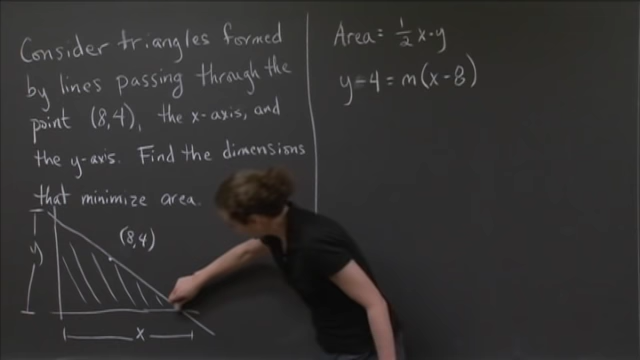 Consider triangles formed
by lines passing through the
point (8,4), the x-axis, and
the y-axis. Find the dimensions
that minimize area.
(8,4)
y
x
Area = 1/2 x·y
y-4 = m(x-8)